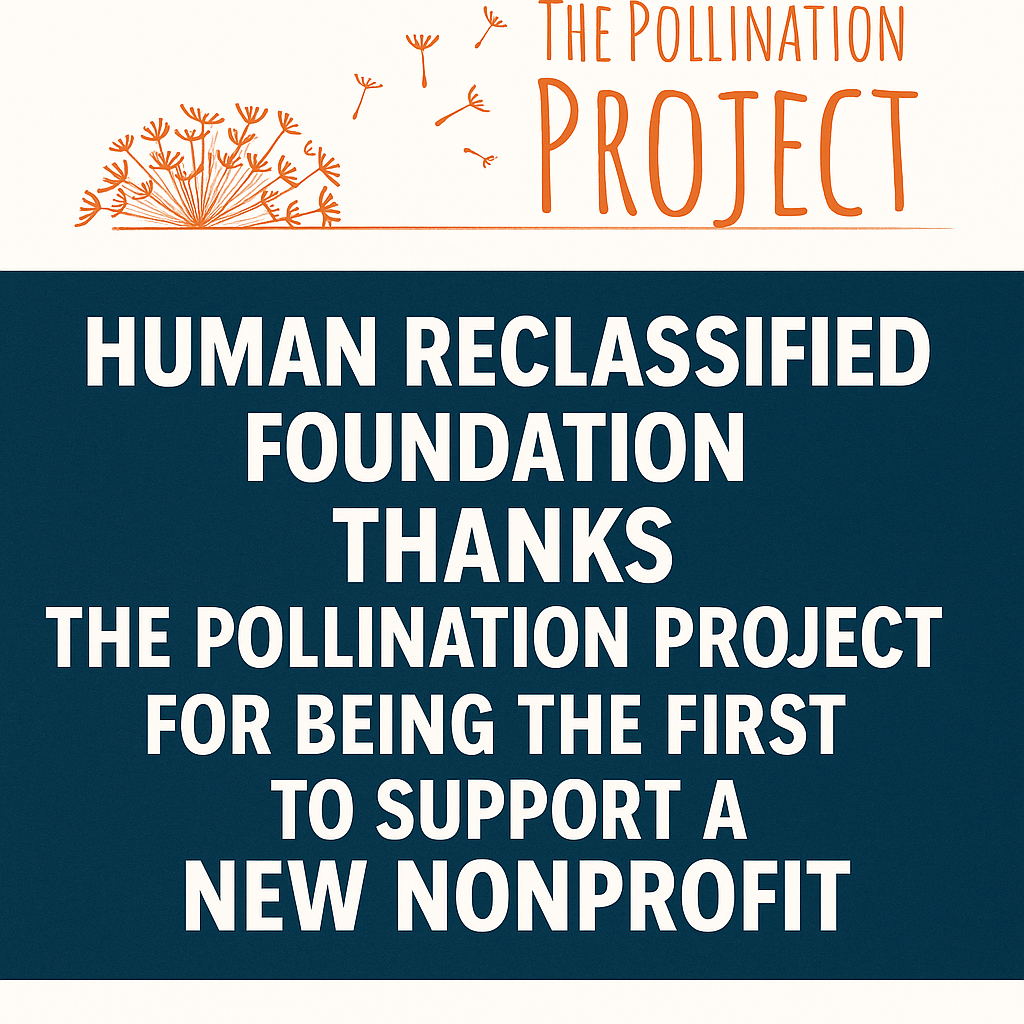 THE POLLINATION
PROJECT
HUMAN RECLASSIFIED
FOUNDATION
THANKS
THE POLLINATION PROJECT
FOR BEING THE FIRST
TO SUPPORT A
NEW NONPROFIT